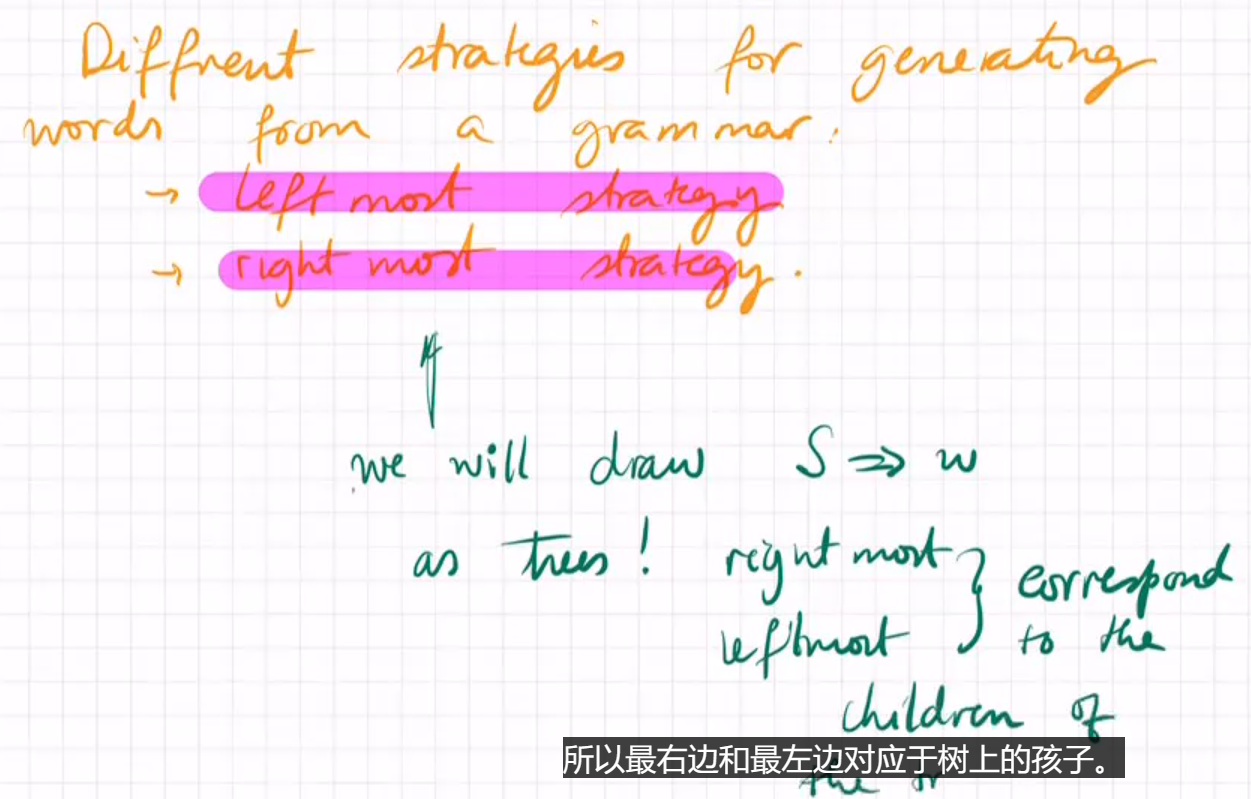 Diffrent strategies for generating
words from a grammar:
→ left most strategy
→ right most strategy.
we will draw S ⇒ w
as trees! right most } correspond
leftmost to the
children of
所以最右边和最左边对应于树上的孩子。
the